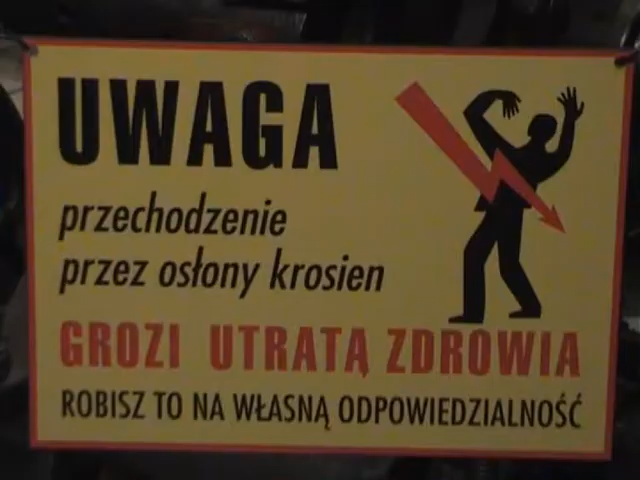 UWAGA
przechodzenie
przez osłony krosien
GROZI UTRATĄ ZDROWIA
ROBISZ TO NA WŁASNĄ ODPOWIEDZIALNOŚĆ